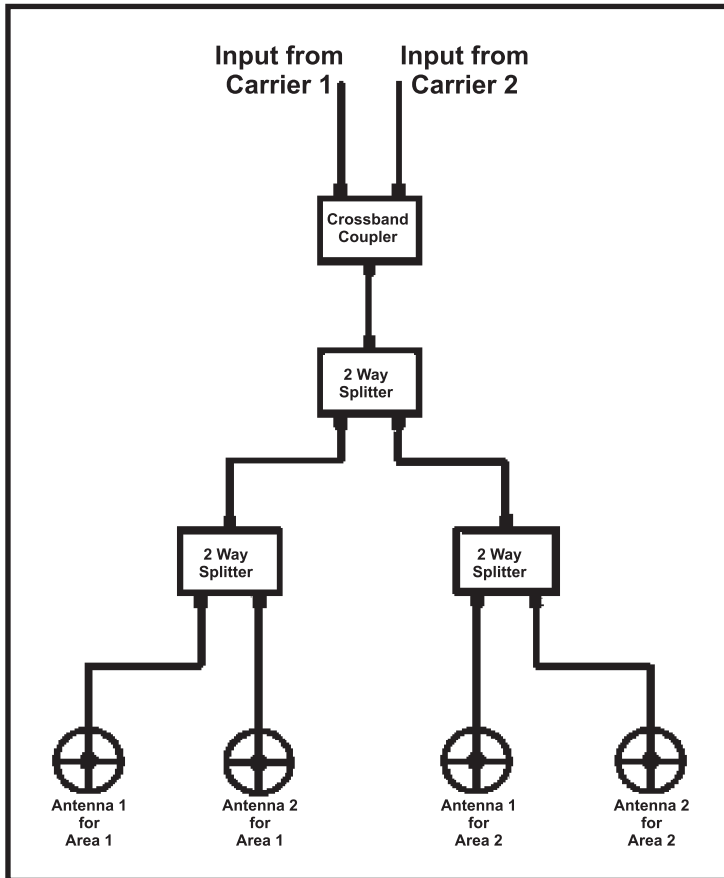 Input from
Carrier 1
Input from
Carrier 2
Crossband
Coupler
2 Way
Splitter
2 Way
Splitter
2 Way
Splitter
Antenna 1
for
Area 1
Antenna 2
for
Area 1
Antenna 1
for
Area 2
Antenna 2
for
Area 2